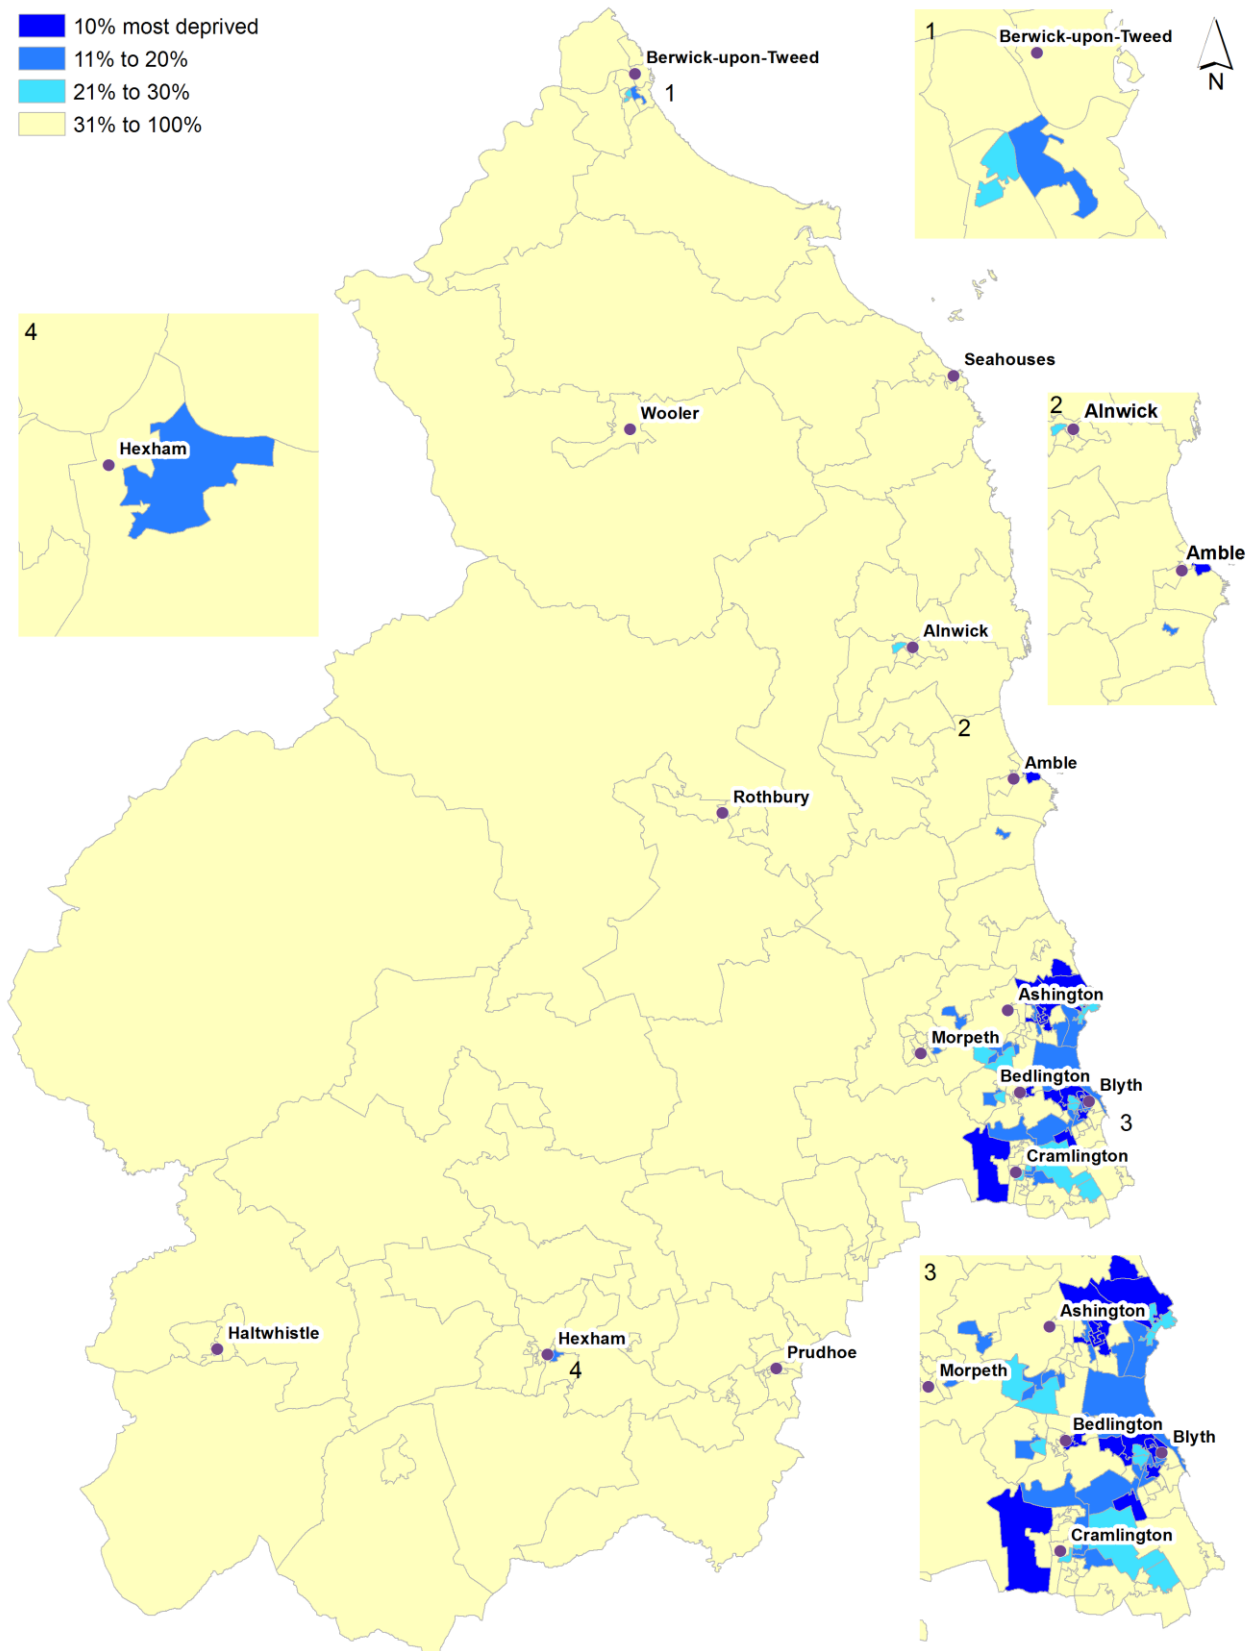 10% most deprived
11% to 20%
21% to 30%
31% to 100%
Berwick-upon-Tweed
1
1
Berwick-upon-Tweed
N
4
Hexham
Seahouses
Wooler
2
Alnwick
Amble
Alnwick
2
Amble
Rothbury
Ashington
Morpeth
Bedlington
Blyth
3
Cramlington
3
Ashington
Morpeth
Bedlington
Blyth
Cramlington
Haltwhistle
Hexham
4
Prudhoe